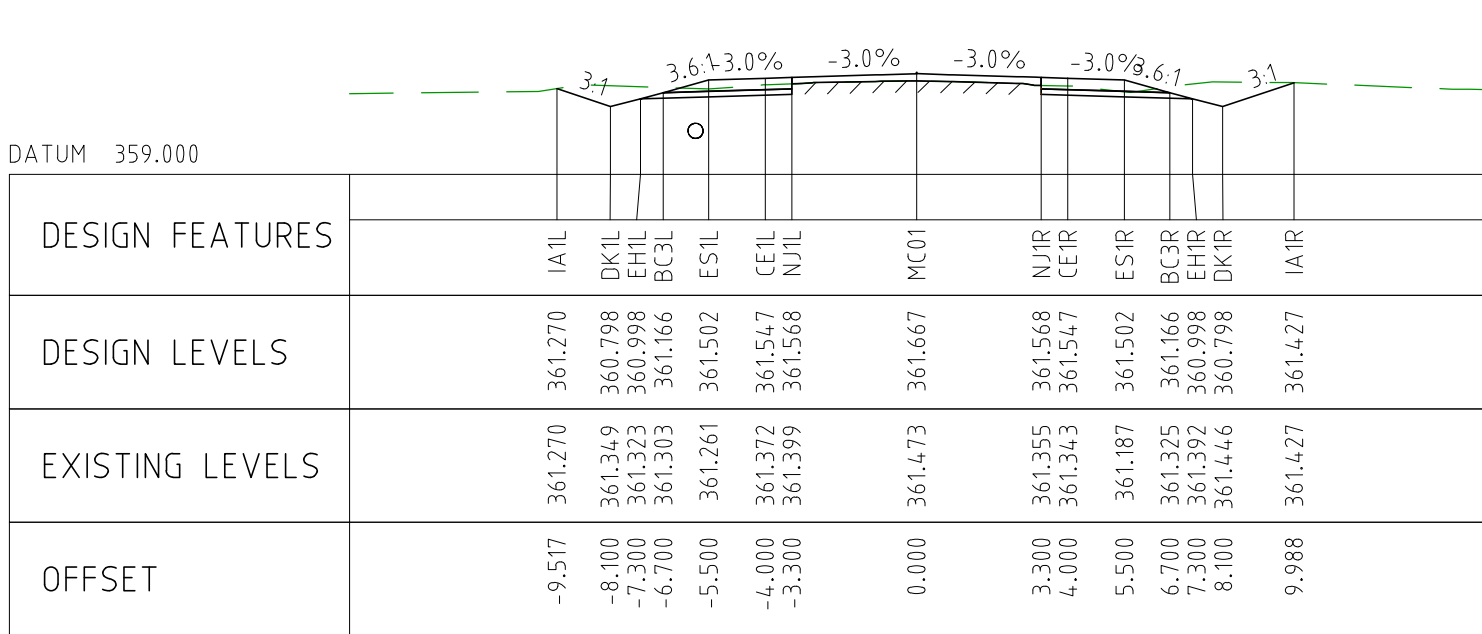 3:1 3.6:1 -3.0% -3.0% -3.0% -3.0% 3.6:1 3:1
DATUM 359.000
DESIGN FEATURES IA1L DK1L EH1L BC3L ES1L CE1L NJ1L MC01 NJ1R CE1R ES1R BC3R EH1R DK1R IA1R
DESIGN LEVELS 361.270 360.798 360.998 361.166 361.502 361.547 361.568 361.667 361.568 361.547 361.502 361.166 360.998 360.798 361.427
EXISTING LEVELS 361.270 361.349 361.323 361.303 361.261 361.372 361.399 361.473 361.355 361.343 361.187 361.325 361.392 361.446 361.427
OFFSET -9.517 -8.100 -7.300 -6.700 -5.500 -4.000 -3.300 0.000 3.300 4.000 5.500 6.700 7.300 8.100 9.988